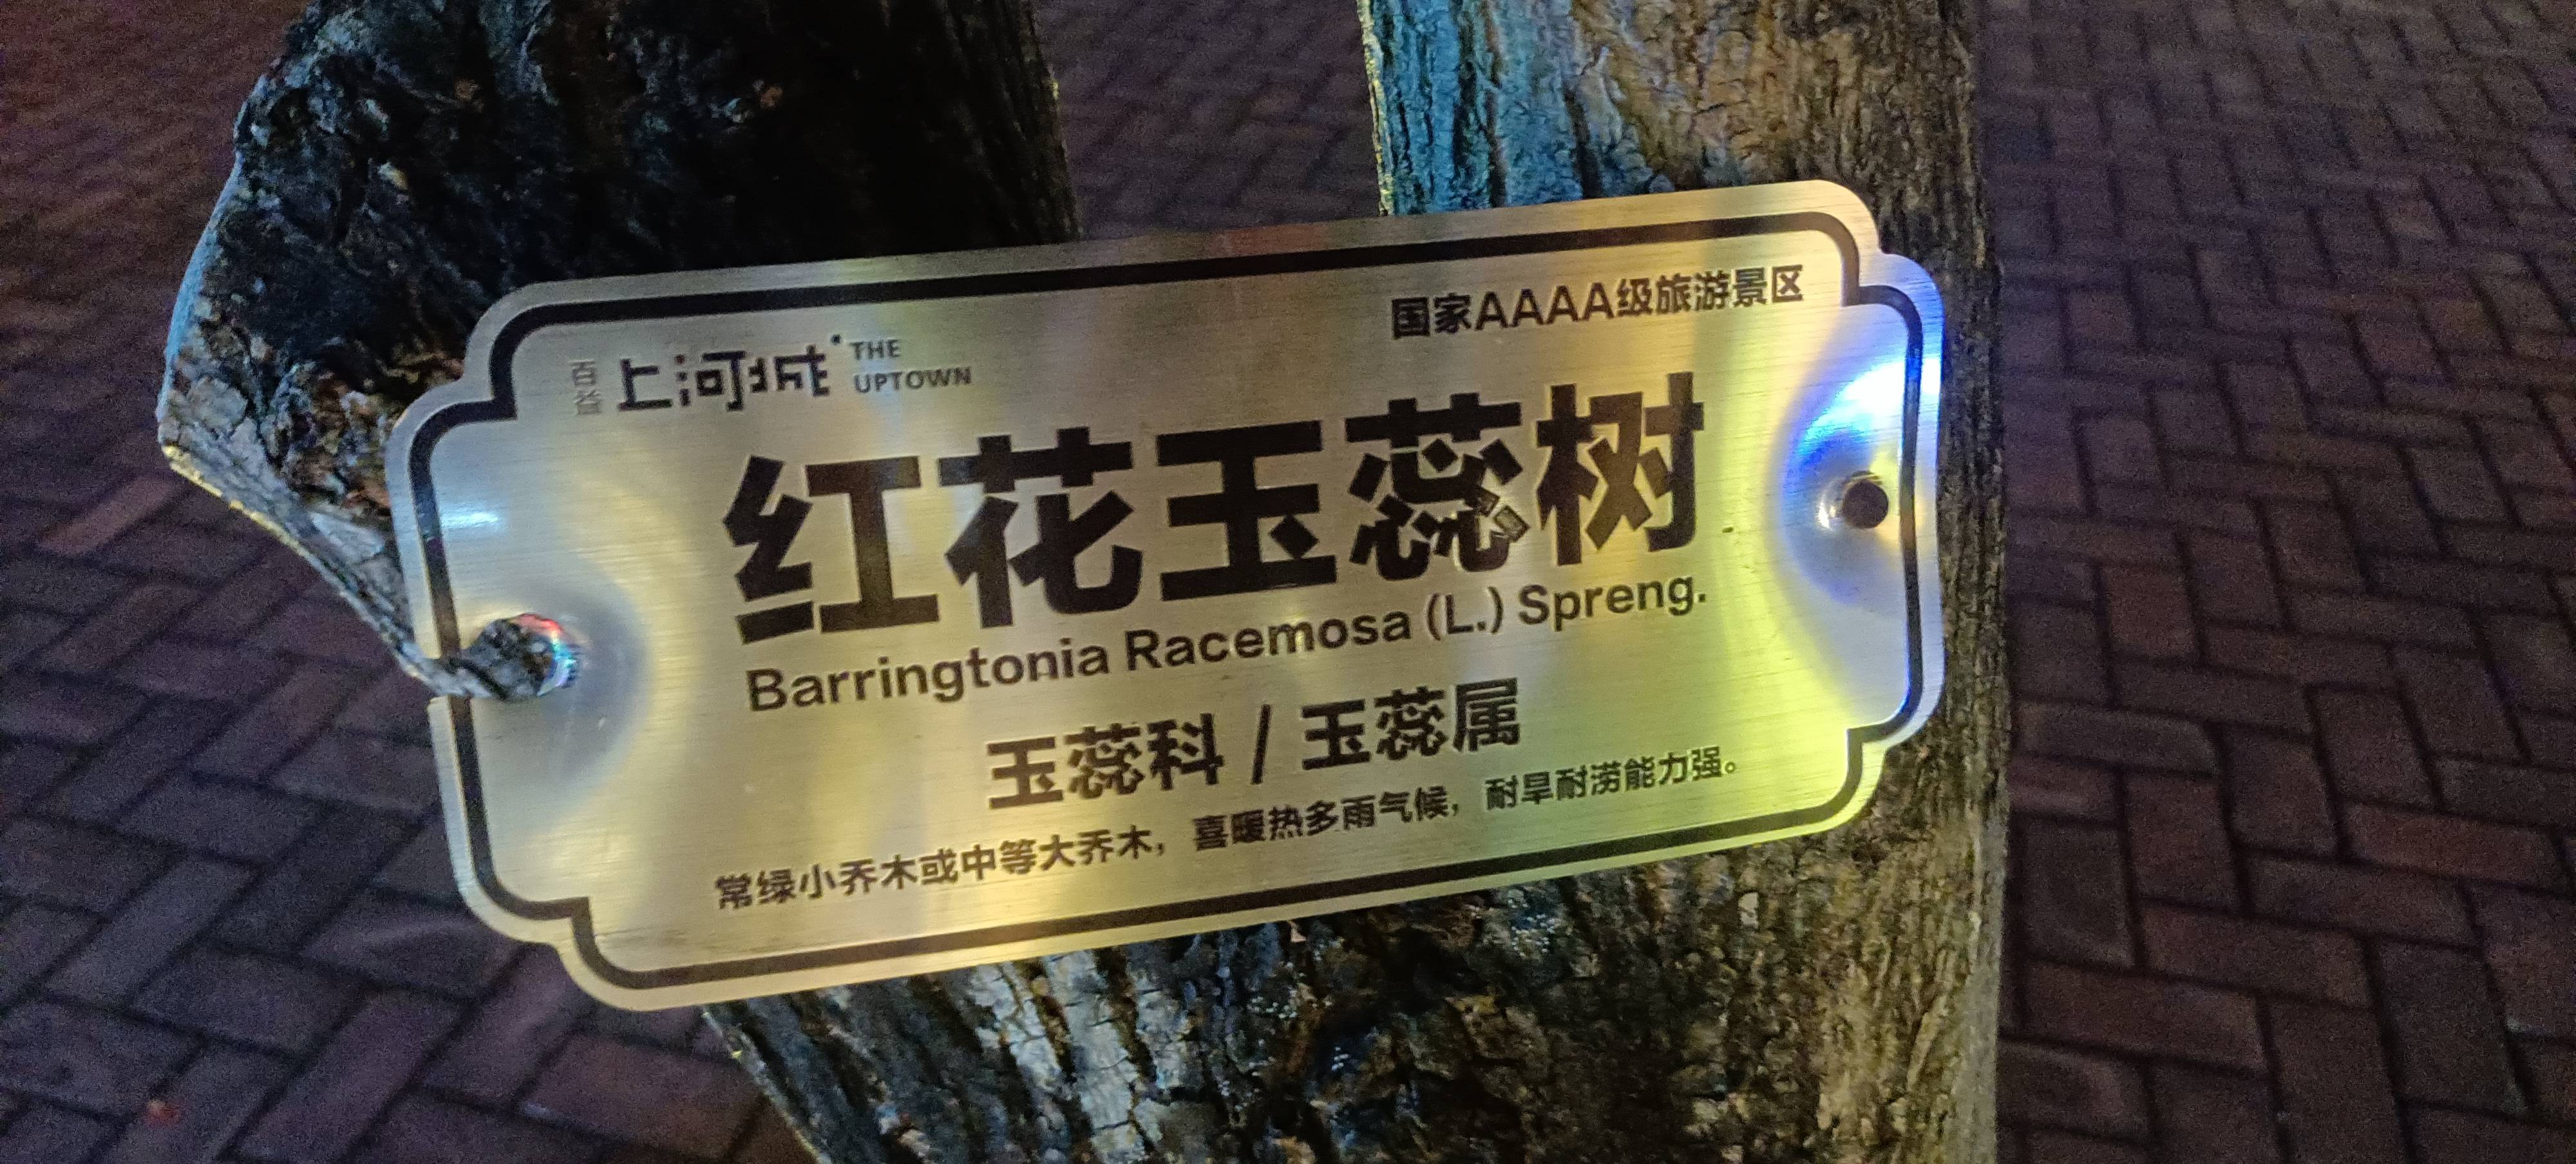 国家AAAA级旅游景区
百益 上河城 THE UPTOWN
红花玉蕊树
Barringtonia Racemosa (L.) Spreng.
玉蕊科 / 玉蕊属
常绿小乔木或中等大乔木，喜暖热多雨气候，耐旱耐涝能力强。